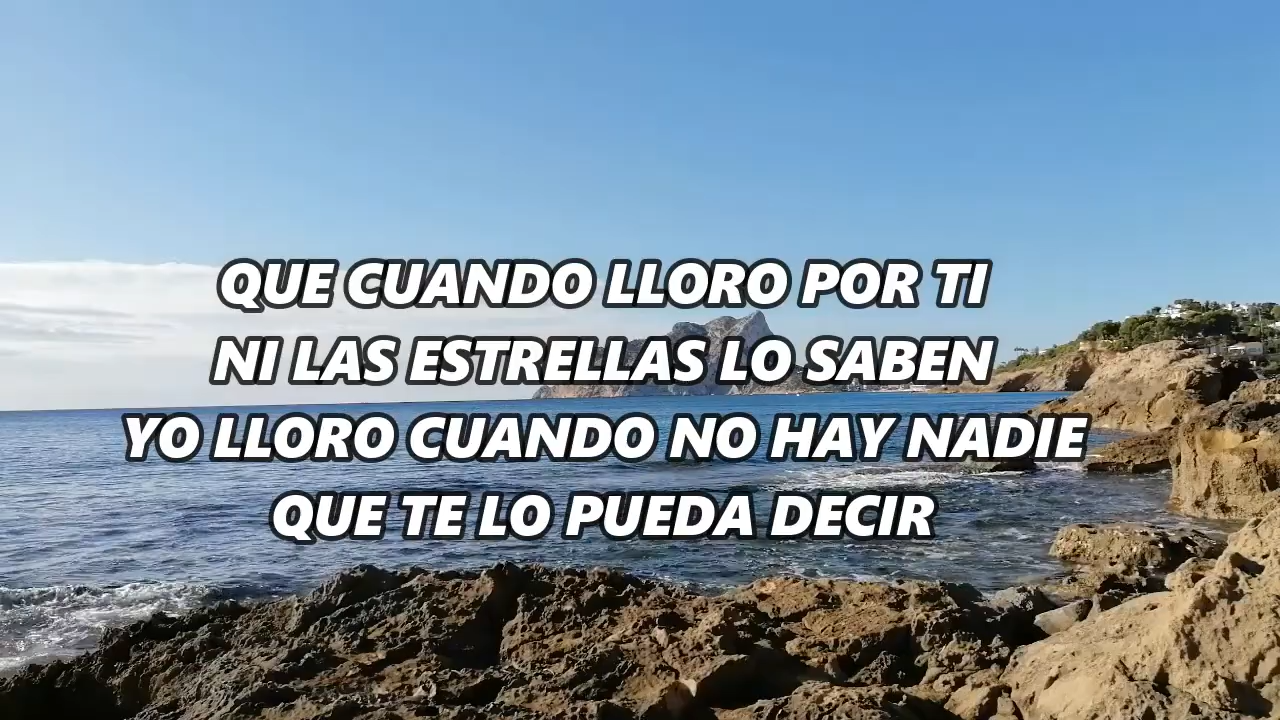 QUE CUANDO LLORO POR TI
NI LAS ESTRELLAS LO SABEN
YO LLORO CUANDO NO HAY NADIE
QUE TE LO PUEDA DECIR